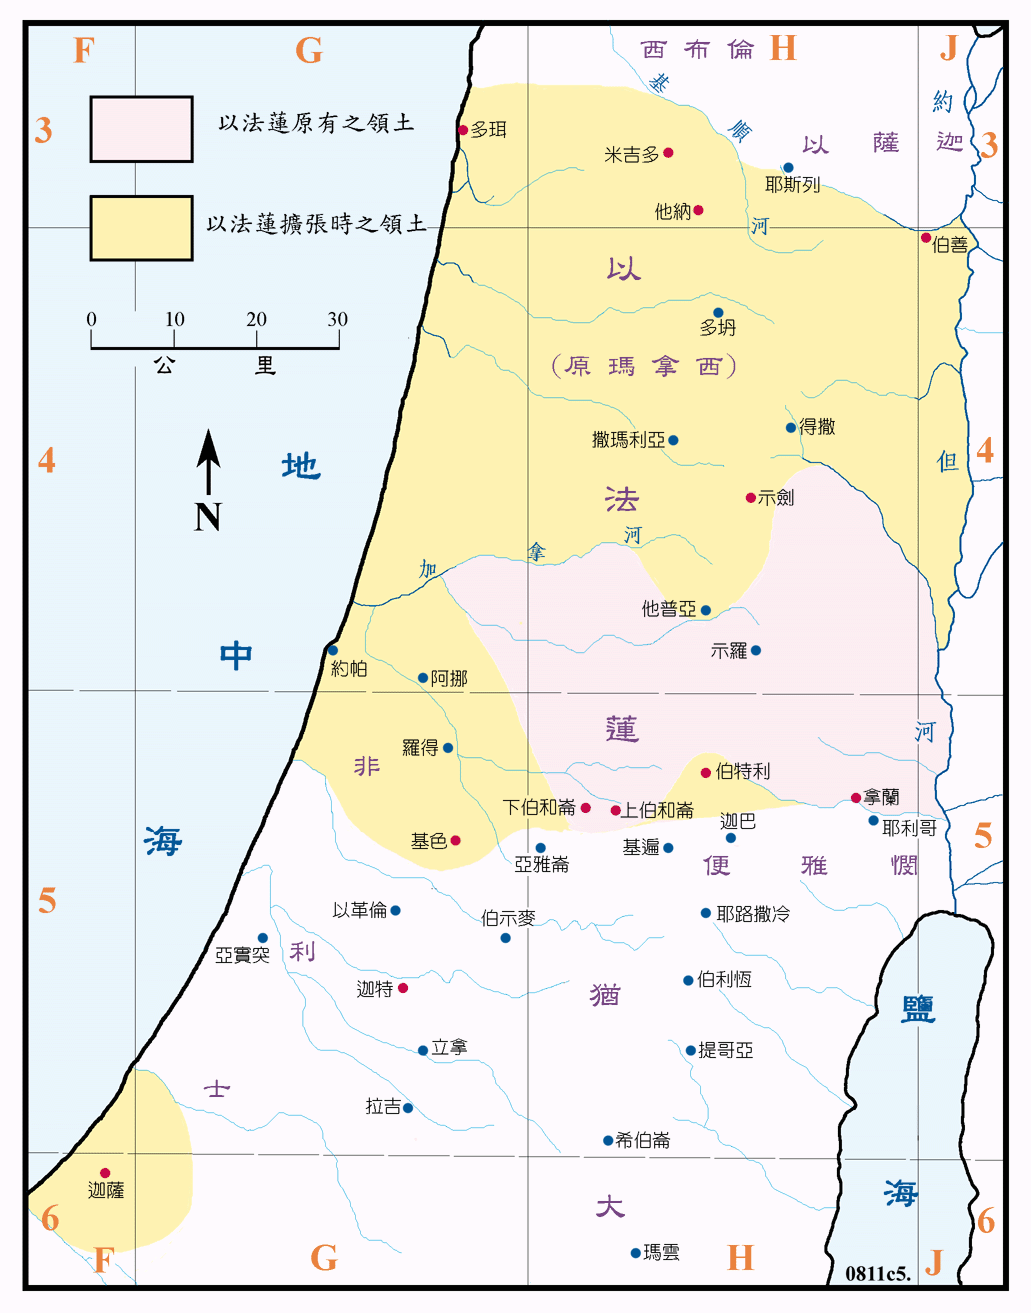 F
G
西布倫
H
J
基
約
3
以法蓮原有之領土
多珥
順
以薩迦
3
米吉多
耶斯列
他納
以法蓮擴張時之領土
河
伯善
以
0 10 20 30
公里
多坍
(原瑪拿西)
得撒
撒瑪利亞
4
地
但
4
法
示劍
N
河
拿
加
他普亞
中
約帕
示羅
阿挪
蓮
河
羅得
非
伯特利
拿蘭
下伯和崙
上伯和崙
迦巴
耶利哥
海
基色
基遍
5
亞雅崙
便雅憫
5
以革倫
伯示麥
耶路撒冷
亞實突
利
伯利恆
迦特
猶
鹽
立拿
提哥亞
士
拉吉
希伯崙
迦薩
大
海
6
6
F
G
瑪雲
H
J
0811c5.